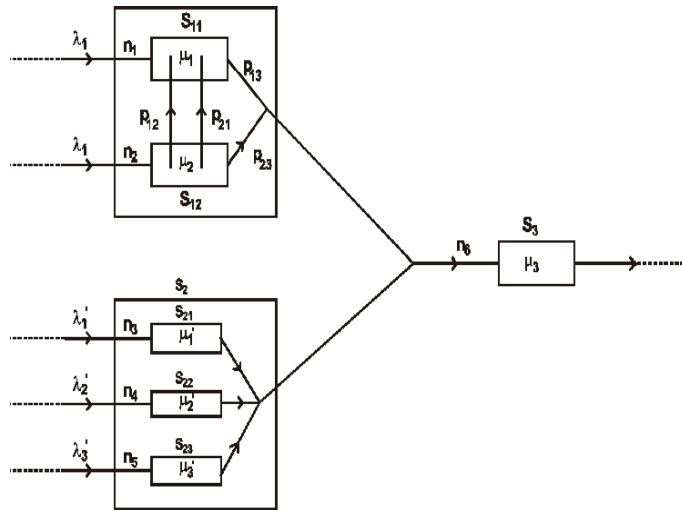 S₁₁
λ₁ n₁ μ₁ p₁₃
p₁₂ p₂₁
λ₁ n₂ μ₂ p₂₃
S₁₂
n₆ S₃
μ₃
s₂
s₂₁
λ₁' n₃ μ₁'
s₂₂
λ₂' n₄ μ₂'
s₂₃
λ₃' n₅ μ₃'